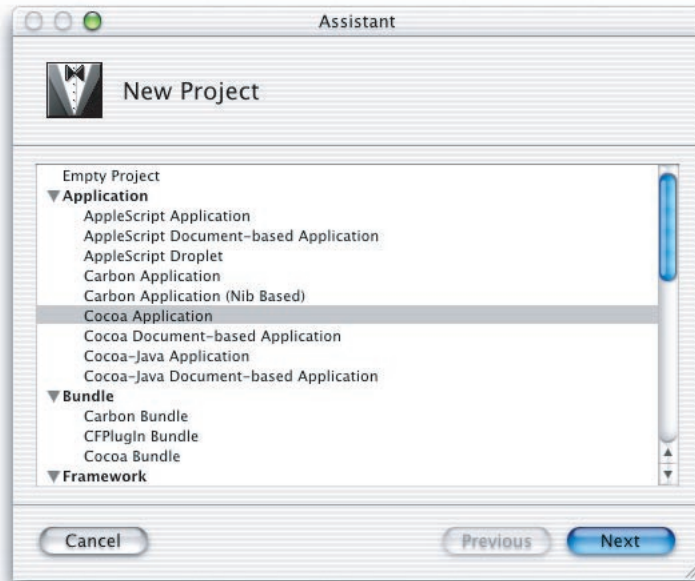 Assistant
New Project
Empty Project
Application
AppleScript Application
AppleScript Document-based Application
AppleScript Droplet
Carbon Application
Carbon Application (Nib Based)
Cocoa Application
Cocoa Document-based Application
Cocoa-Java Application
Cocoa-Java Document-based Application
Bundle
Carbon Bundle
CFPlugIn Bundle
Cocoa Bundle
Framework
Cancel
Previous
Next